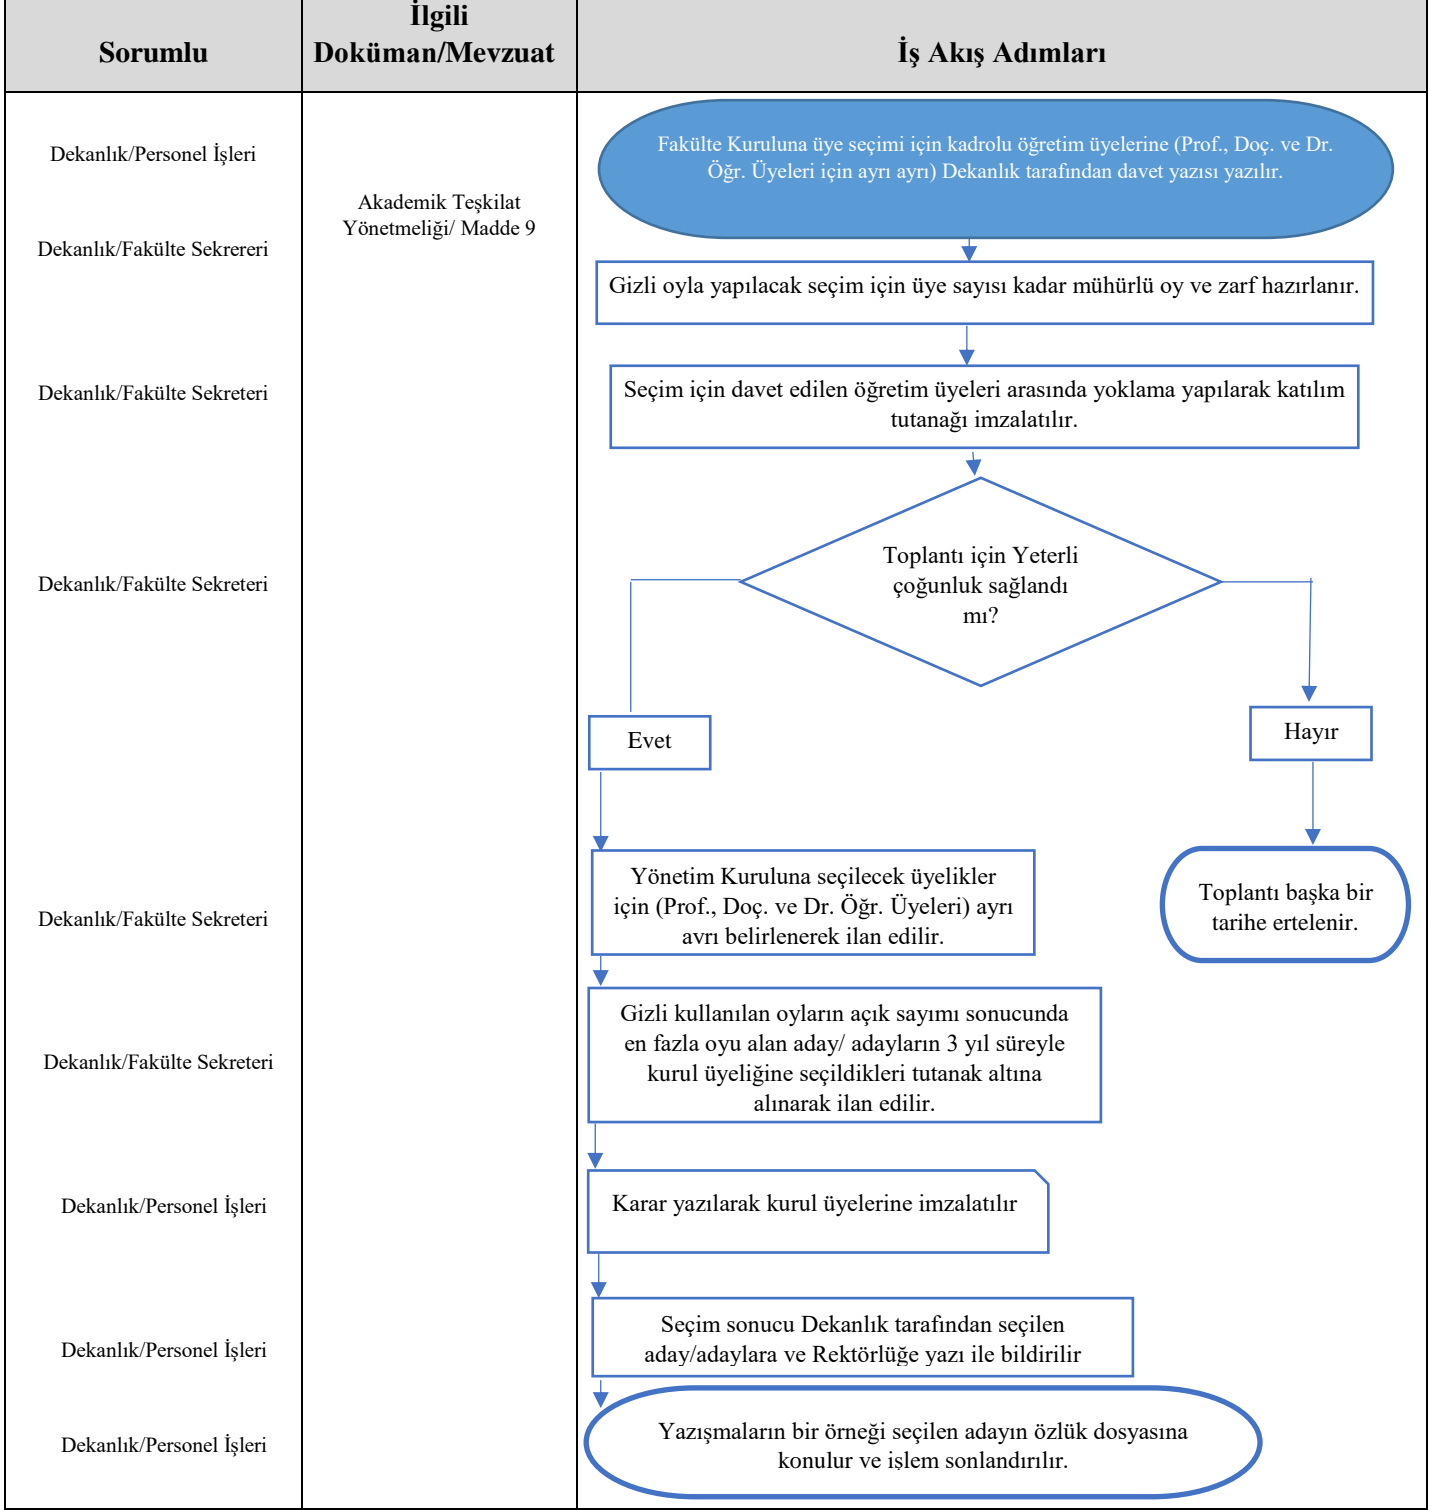 Sorumlu
İlgili
Doküman/Mevzuat
İş Akış Adımları
Dekanlık/Personel İşleri
Fakülte Kuruluna üye seçimi için kadrolu öğretim üyelerine (Prof., Doç. ve Dr.
Öğr. Üyeleri için ayrı ayrı) Dekanlık tarafından davet yazısı yazılır.
Akademik Teşkilat
Yönetmeliği/ Madde 9
Dekanlık/Fakülte Sekrereri
Gizli oyla yapılacak seçim için üye sayısı kadar mühürlü oy ve zarf hazırlanır.
Dekanlık/Fakülte Sekreteri
Seçim için davet edilen öğretim üyeleri arasında yoklama yapılarak katılım
tutanağı imzalatılır.
Dekanlık/Fakülte Sekreteri
Toplantı için Yeterli
çoğunluk sağlandı
mı?
Evet
Hayır
Dekanlık/Fakülte Sekreteri
Yönetim Kuruluna seçilecek üyelikler
için (Prof., Doç. ve Dr. Öğr. Üyeleri) ayrı
avrı belirlenerek ilan edilir.
Toplantı başka bir
tarihe ertelenir.
Dekanlık/Fakülte Sekreteri
Gizli kullanılan oyların açık sayımı sonucunda
en fazla oyu alan aday/ adayların 3 yıl süreyle
kurul üyeliğine seçildikleri tutanak altına
alınarak ilan edilir.
Dekanlık/Personel İşleri
Karar yazılarak kurul üyelerine imzalatılır
Dekanlık/Personel İşleri
Seçim sonucu Dekanlık tarafından seçilen
aday/adaylara ve Rektörlüğe yazı ile bildirilir
Dekanlık/Personel İşleri
Yazışmaların bir örneği seçilen adayın özlük dosyasına
konulur ve işlem sonlandırılır.